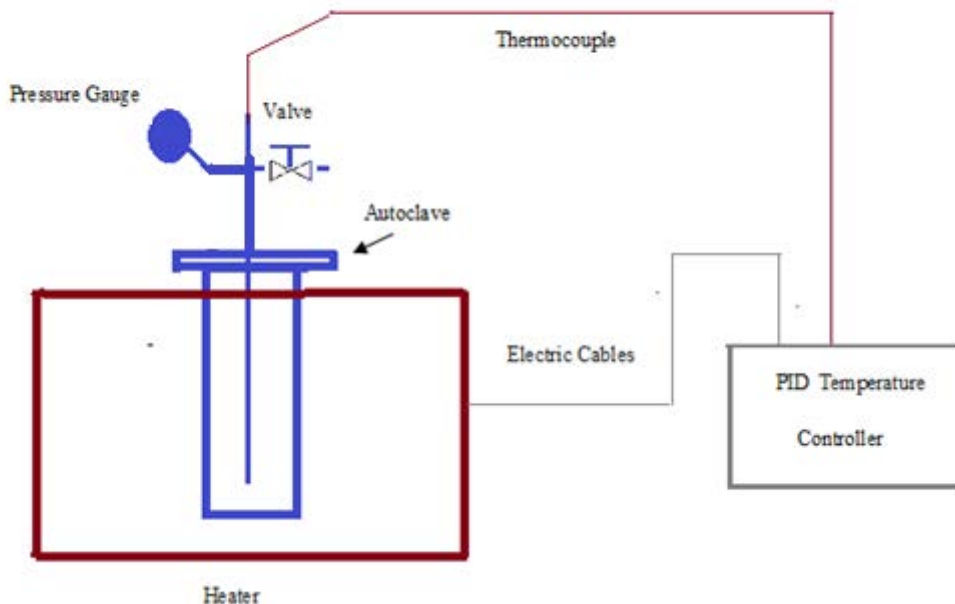 Thermocouple
Pressure Gauge
Valve
Autoclave
Electric Cables
PID Temperature
Controller
Heater